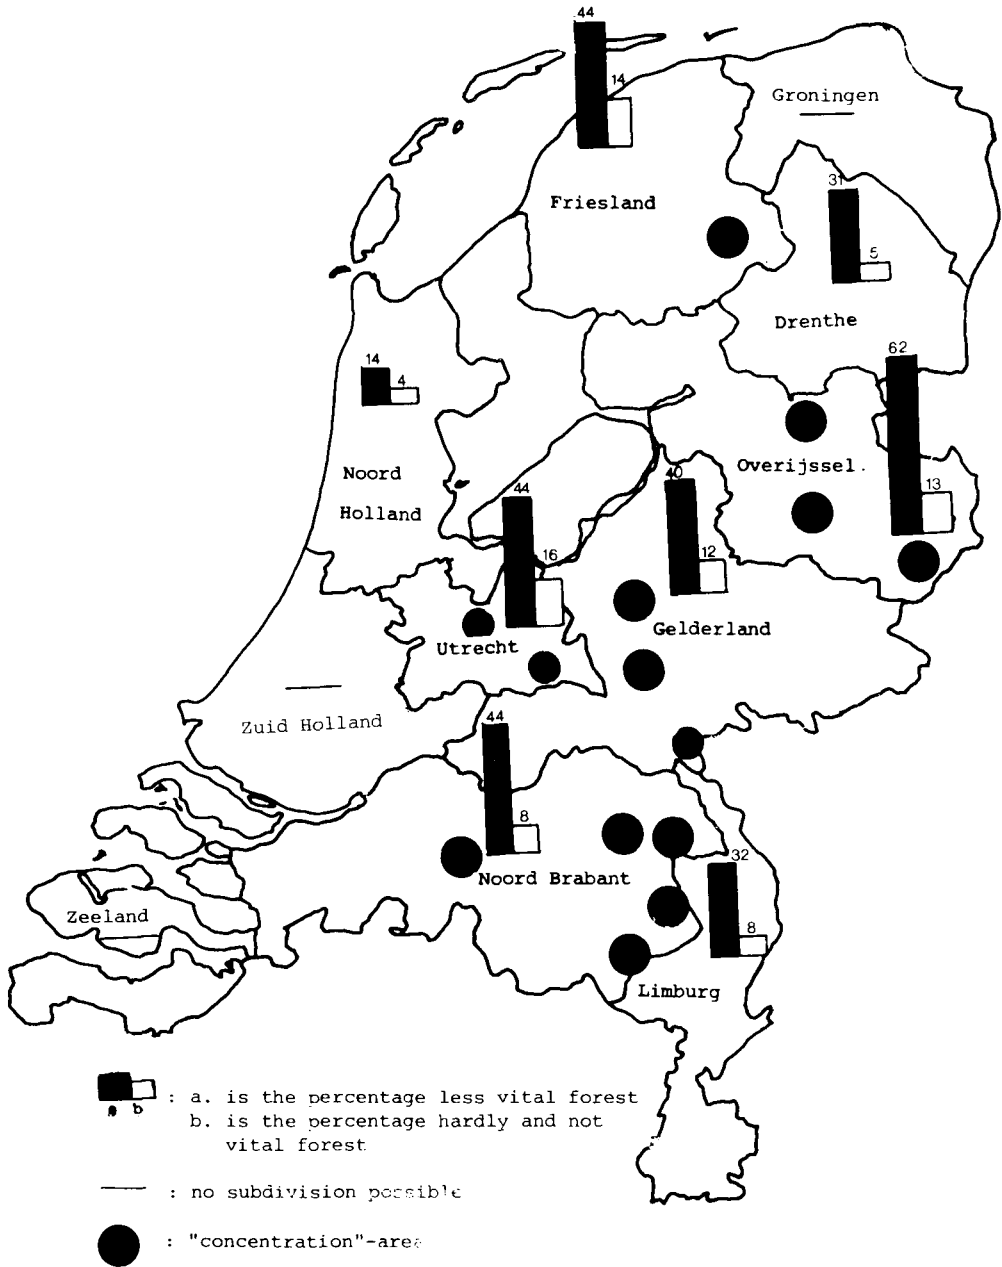 44
14
Groningen
31
Friesland
5
Drenthe
62
14
4
Overijssel.
Noord
40
44
13
Holland
16
12
Utrecht
Gelderland
Zuid Holland
44
8
32
Noord Brabant
Zeeland
8
Limburg
a b : a. is the percentage less vital forest
b. is the percentage hardly and not
vital forest
: no subdivision possible
: "concentration"-area